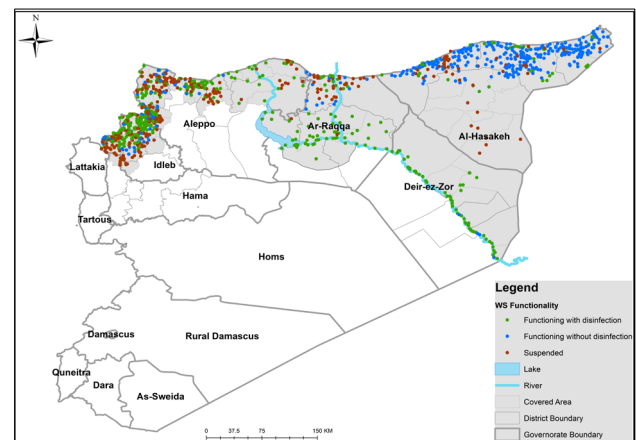 N
Aleppo
Ar-Raqqa
Al-Hasakeh
Lattakia
Idleb
Deir-ez-Zor
Hama
Tartous
Homs
Damascus
Rural Damascus
Quneitra
Dara
As-Sweida
0 37.5 75 150 KM
Legend
WS Functionality
Functioning with disinfection
Functioning without disinfection
Suspended
Lake
River
Covered Area
District Boundary
Governorate Boundary